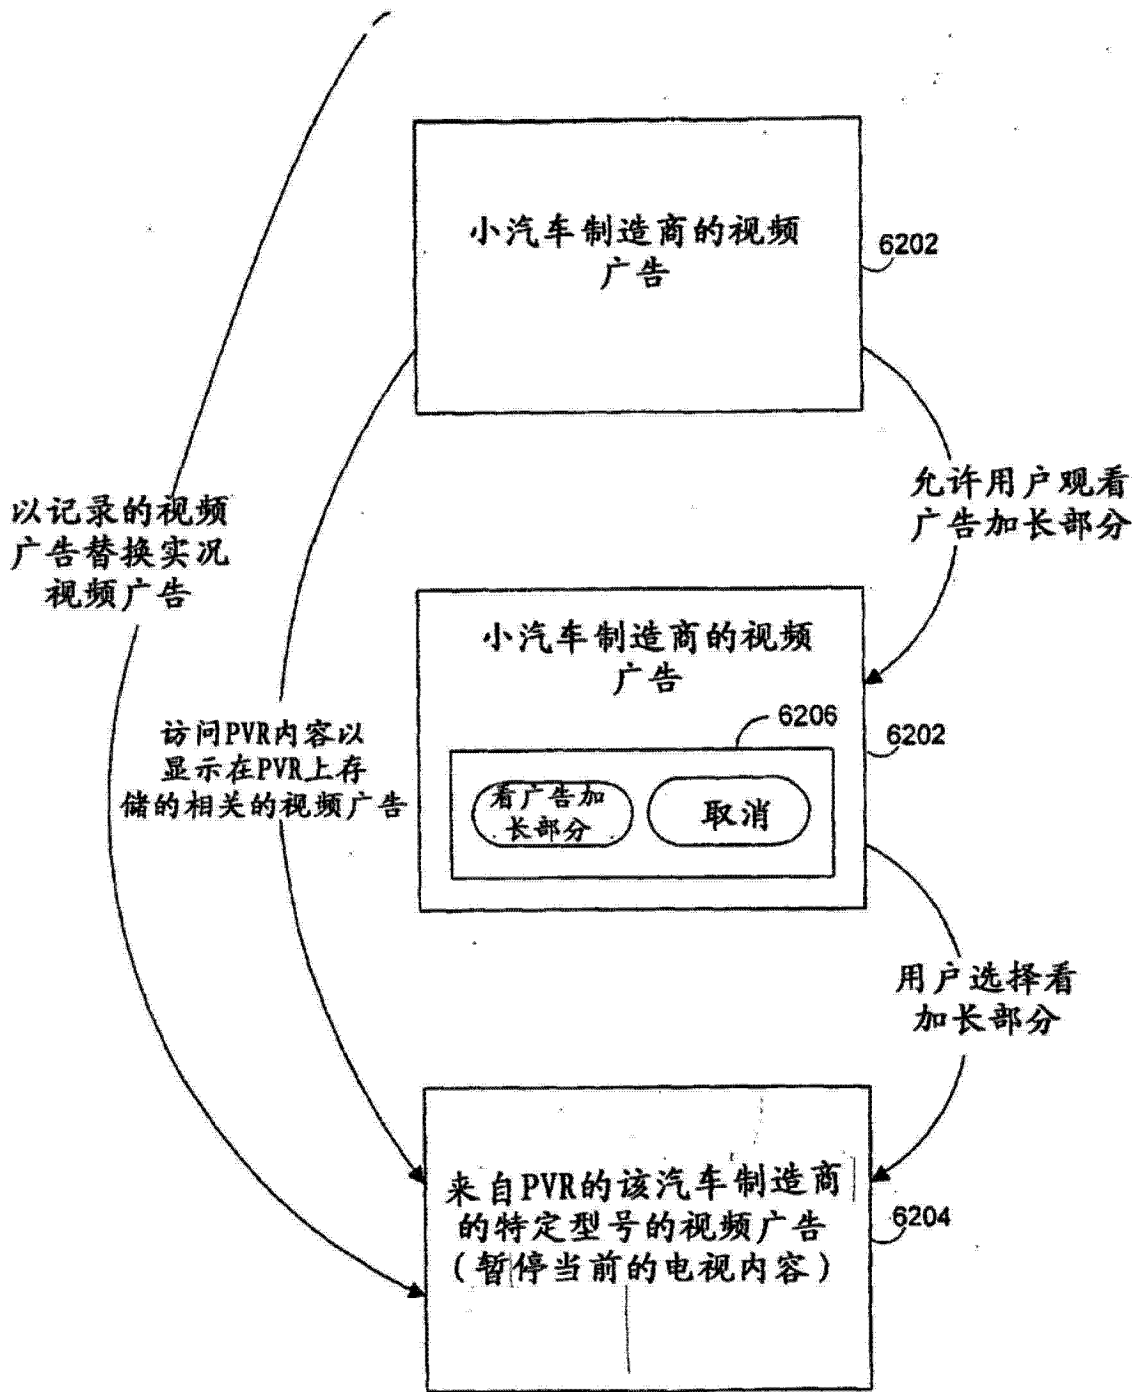 小汽车制造商的视频
广告
6202
允许用户观看
广告加长部分
以记录的视频
广告替换实况
视频广告
小汽车制造商的视频
广告
6206
6202
访问PVR内容以
显示在PVR上存
储的相关的视频广告
看广告加
长部分
取消
用户选择看
加长部分
来自PVR的该汽车制造商
的特定型号的视频广告
(暂停当前的电视内容)
6204